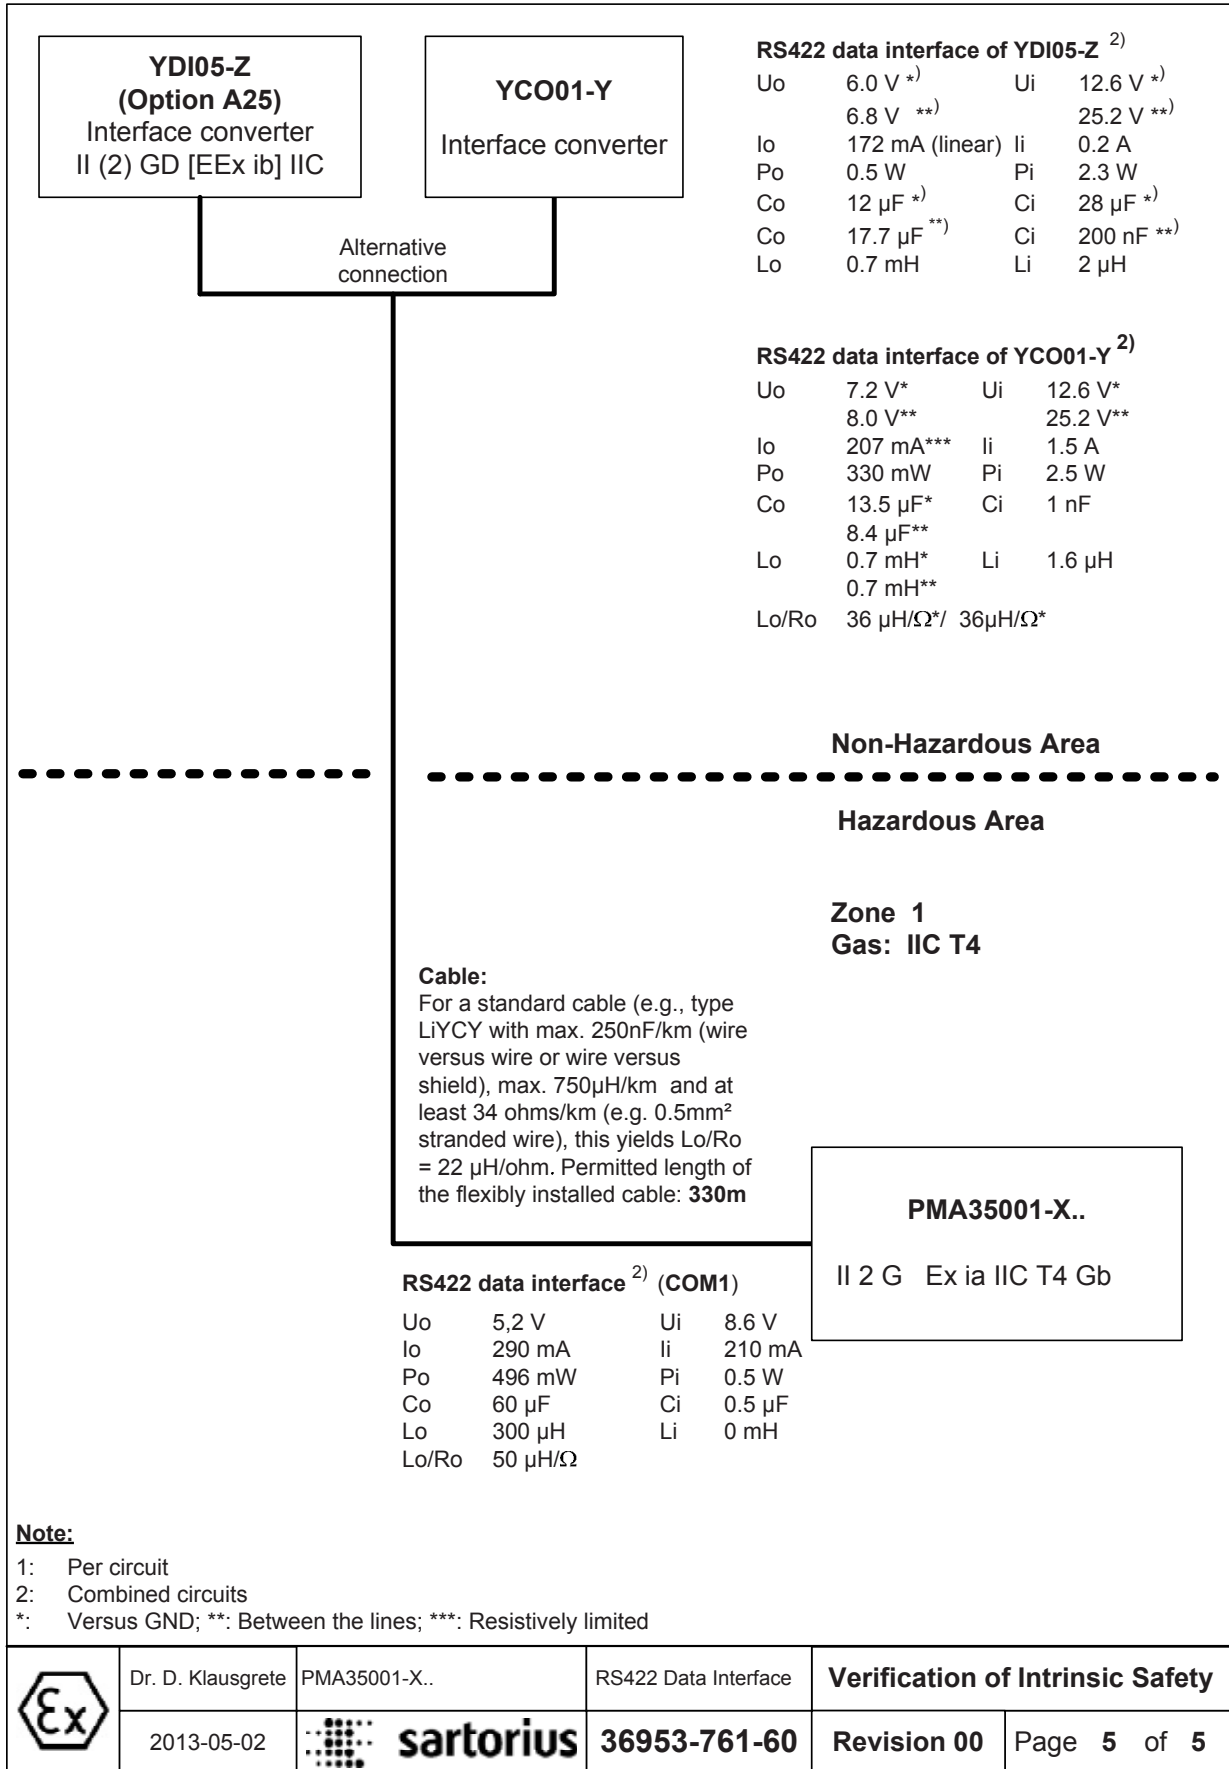 YDI05-Z
(Option A25)
Interface converter
II (2) GD [EEx ib] IIC
YCO01-Y
Interface converter
Alternative
connection
RS422 data interface of YDI05-Z 2)
Uo 6.0 V *) Ui 12.6 V *)
6.8 V **) 25.2 V **)
Io 172 mA (linear) Ii 0.2 A
Po 0.5 W Pi 2.3 W
Co 12 µF *) Ci 28 µF *)
Co 17.7 µF **) Ci 200 nF **)
Lo 0.7 mH Li 2 µH
RS422 data interface of YCO01-Y 2)
Uo 7.2 V* Ui 12.6 V*
8.0 V** 25.2 V**
Io 207 mA*** Ii 1.5 A
Po 330 mW Pi 2.5 W
Co 13.5 µF* Ci 1 nF
8.4 µF**
Lo 0.7 mH* Li 1.6 µH
0.7 mH**
Lo/Ro 36 µH/Ω*/ 36µH/Ω*
Non-Hazardous Area
Hazardous Area
Zone 1
Gas: IIC T4
Cable:
For a standard cable (e.g., type
LiYCY with max. 250nF/km (wire
versus wire or wire versus
shield), max. 750µH/km and at
least 34 ohms/km (e.g. 0.5mm²
stranded wire), this yields Lo/Ro
= 22 µH/ohm. Permitted length of
the flexibly installed cable: 330m
PMA35001-X..
II 2 G Ex ia IIC T4 Gb
RS422 data interface 2) (COM1)
Uo 5,2 V Ui 8.6 V
Io 290 mA Ii 210 mA
Po 496 mW Pi 0.5 W
Co 60 µF Ci 0.5 µF
Lo 300 µH Li 0 mH
Lo/Ro 50 µH/Ω
Note:
1: Per circuit
2: Combined circuits
*: Versus GND; **: Between the lines; ***: Resistively limited
Ex
Dr. D. Klausgrete PMA35001-X.. RS422 Data Interface Verification of Intrinsic Safety
2013-05-02 sartorius 36953-761-60 Revision 00 Page 5 of 5